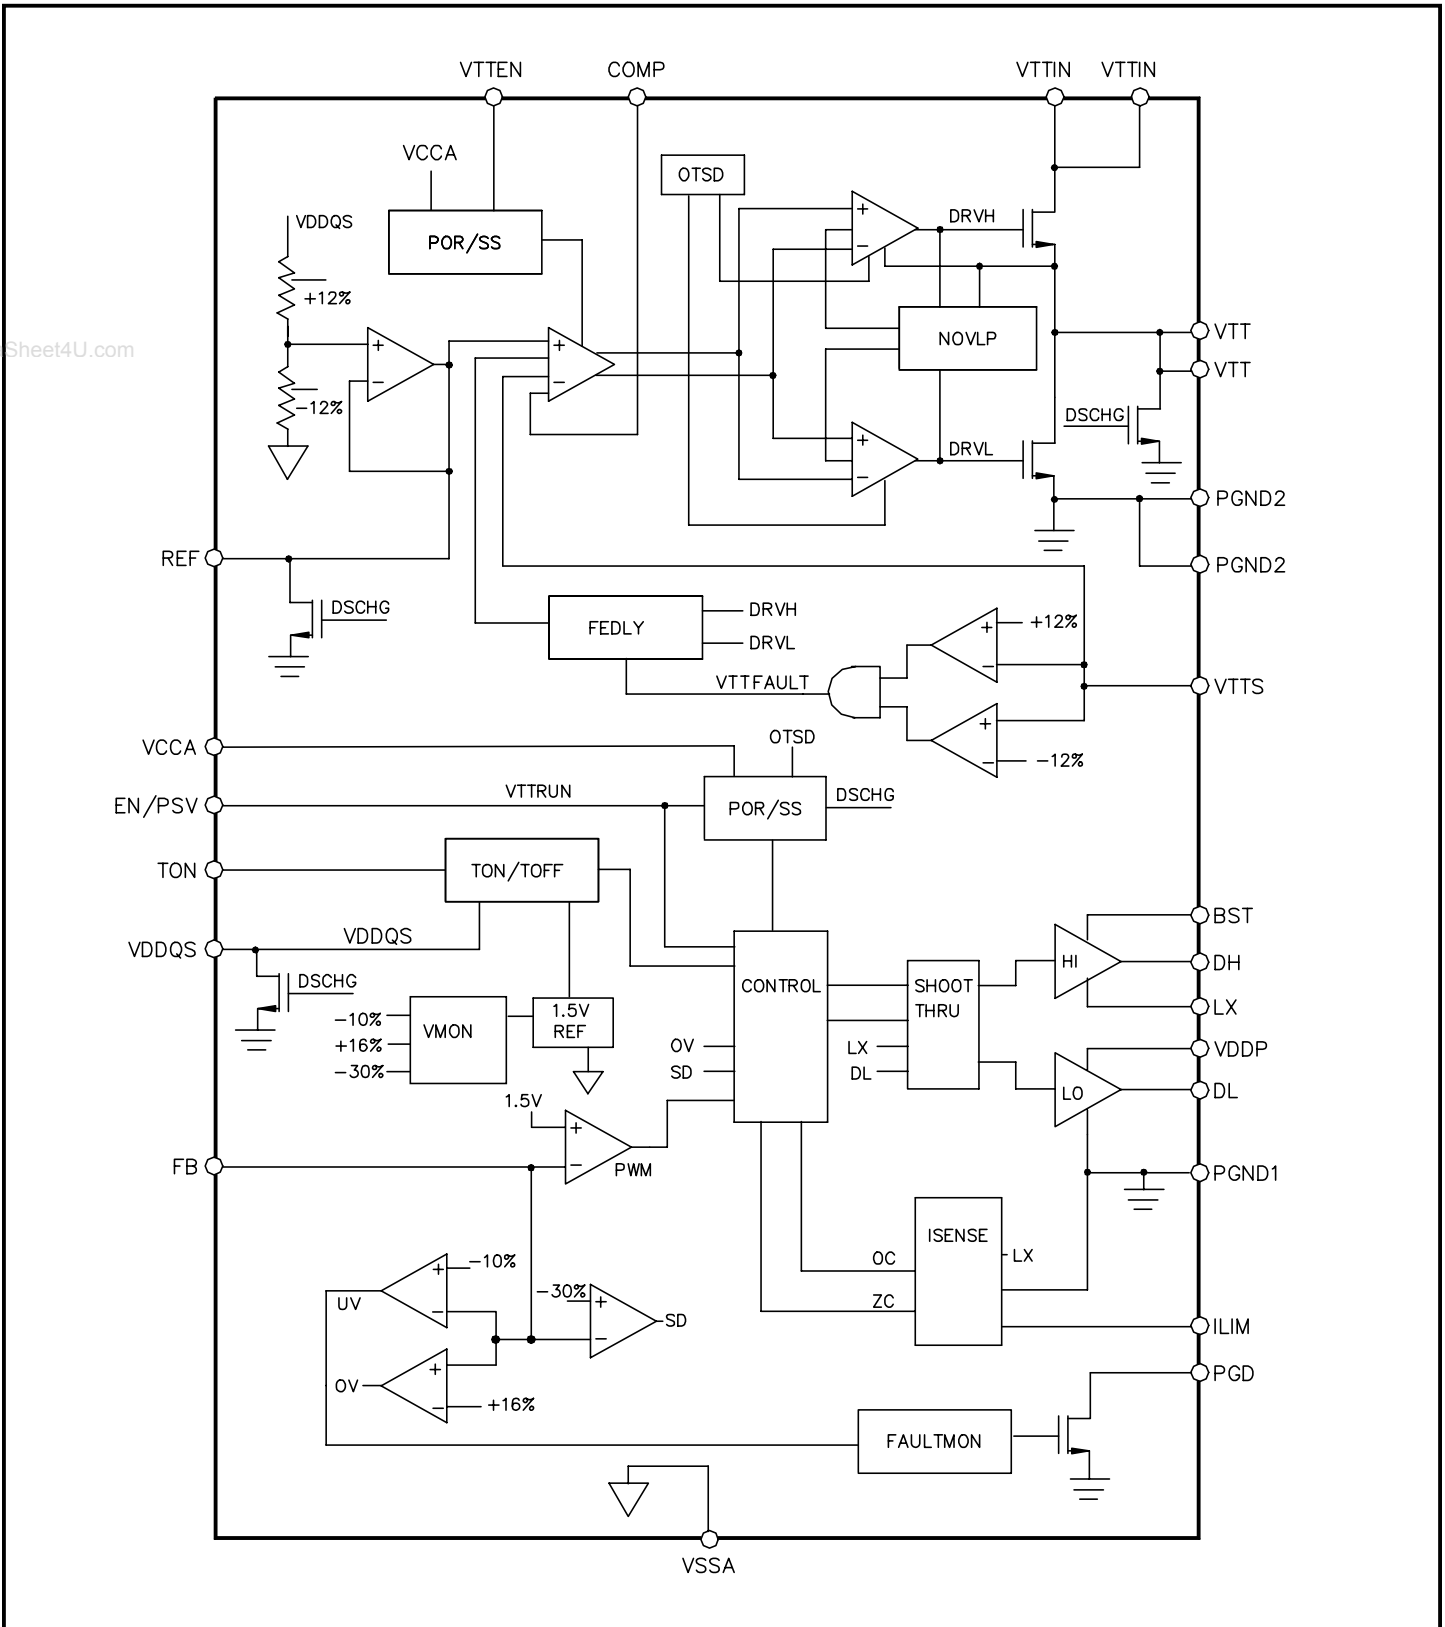 VTTEN COMP VTTIN VTTIN
VCCA
OTSD
VDDQS
POR/SS
DRVH
+12%
+
−
Sheet4U.com
+
−
+
−
NOVLP
VTT
VTT
−12%
DSCHG
+
−
DRVL
PGND2
REF
PGND2
DSCHG
FEDLY
DRVH
DRVL
+
−
+12%
VTTFAULT
VTTS
+
−
−12%
VCCA
OTSD
EN/PSV
VTTRUN
POR/SS
DSCHG
TON
TON/TOFF
BST
VDDQS
VDDQS
HI
DH
DSCHG
CONTROL
SHOOT
THRU
LX
−10%
+16%
−30%
VMON
1.5V
REF
OV
SD
LX
DL
VDDP
LO
DL
1.5V
+
−
PWM
FB
PGND1
ISENSE
LX
OC
ZC
−10%
+
−
UV
−30%
+
−
SD
ILIM
OV
+
−
+16%
PGD
FAULTMON
VSSA